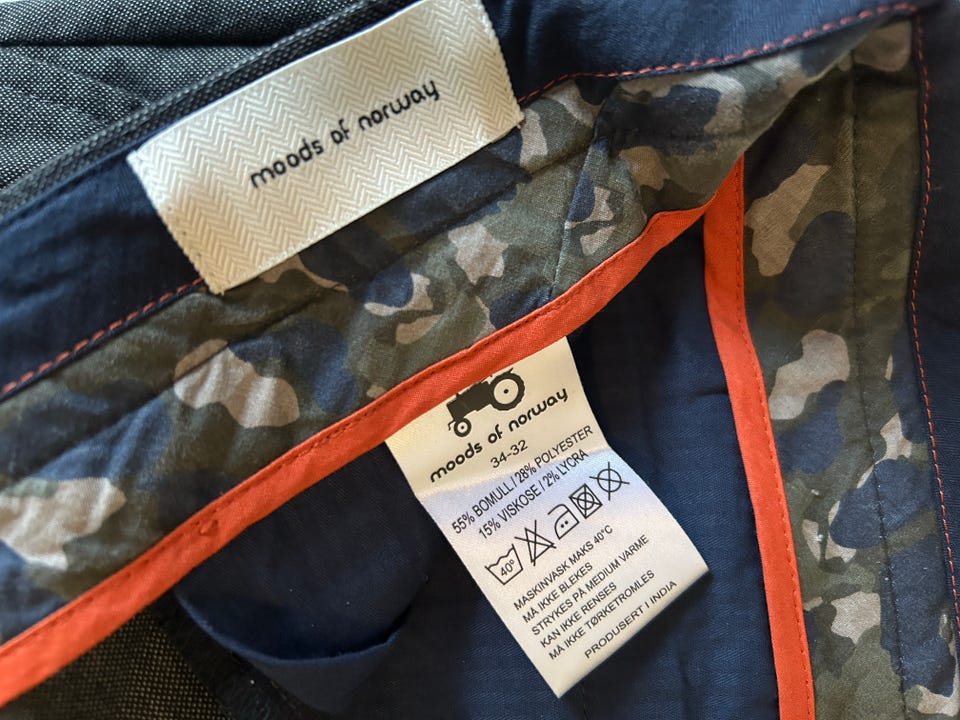 moods of norway
moods of norway
34-32
55% BOMULL / 28% POLYESTER
15% VISKOSE / 2% LYCRA
40°
MASKINVASK MAKS 40°C
MÅ IKKE BLEKES
STRYKES PÅ MEDIUM VARME
KAN IKKE RENSES
MÅ IKKE TØRKETROMLES
PRODUSERT I INDIA